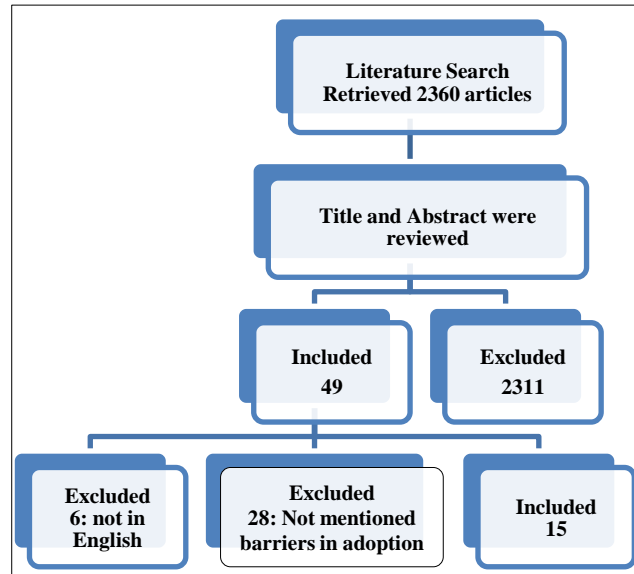 Literature Search
Retrieved 2360 articles
Title and Abstract were
reviewed
Included
49
Excluded
2311
Excluded
6: not in
English
Excluded
28: Not mentioned
barriers in adoption
Included
15